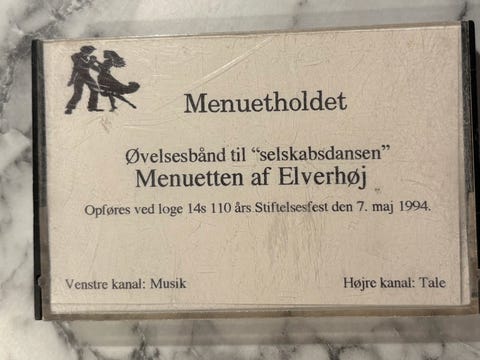 Menuetholdet
Øvelsesbånd til “selskabsdansen”
Menuetten af Elverhøj
Opføres ved loge 14s 110 års Stiftelsesfest den 7. maj 1994.
Venstre kanal: Musik
Højre kanal: Tale